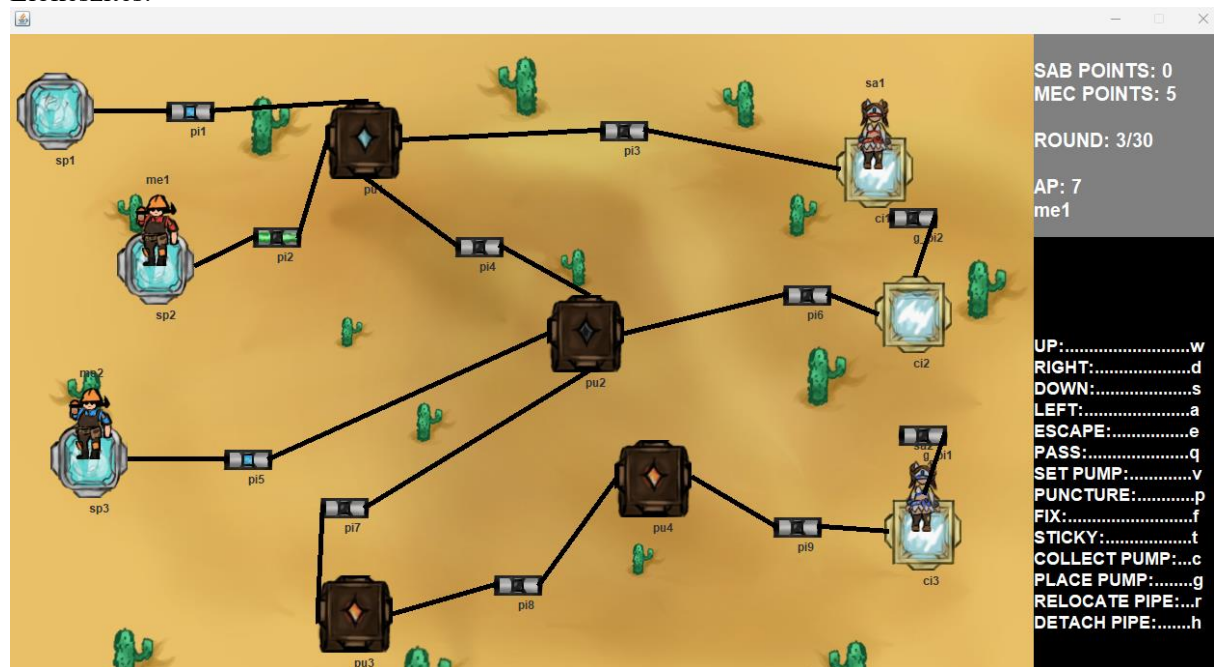 SAB POINTS: 0
MEC POINTS: 5
ROUND: 3/30
AP: 7
me1
sa1
pi1
sp1
pi3
me1
pu1
ci1
g_pi2
pi2
pi4
sp2
pi6
ci2
pu2
me2
sa2
g_pi1
pi5
sp3
pi7
pu4
pi9
ci3
pi8
pu3
UP:..........................w
RIGHT:.....................d
DOWN:......................s
LEFT:.......................a
ESCAPE:..................e
PASS:.......................q
SET PUMP:..............v
PUNCTURE:............p
FIX:...........................f
STICKY:....................t
COLLECT PUMP:...c
PLACE PUMP:........g
RELOCATE PIPE:...r
DETACH PIPE:.......h